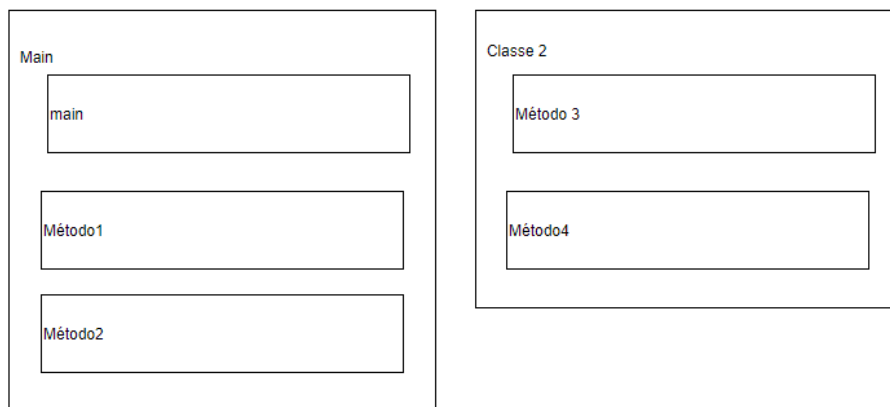 Main
main
Método1
Método2
Classe 2
Método 3
Método4